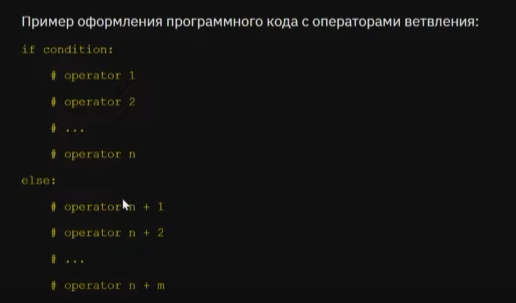 Пример оформления программного кода с операторами ветвления:
if condition:
# operator 1
# operator 2
# ...
# operator n
else:
# operator n + 1
# operator n + 2
# ...
# operator n + m